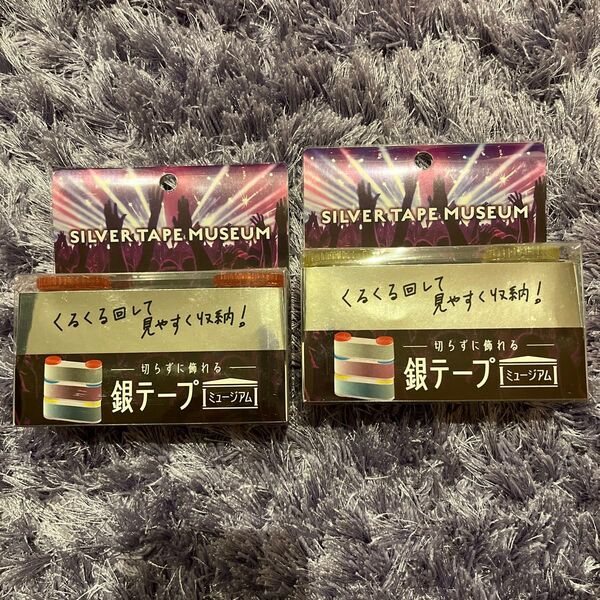 SILVER TAPE MUSEUM
くるくる回して
見やすく収納!
切らずに飾れる
銀テープ
ミュージアム
SILVER TAPE MUSEUM
くるくる回して
見やすく収納!
切らずに飾れる
銀テープ
ミュージアム